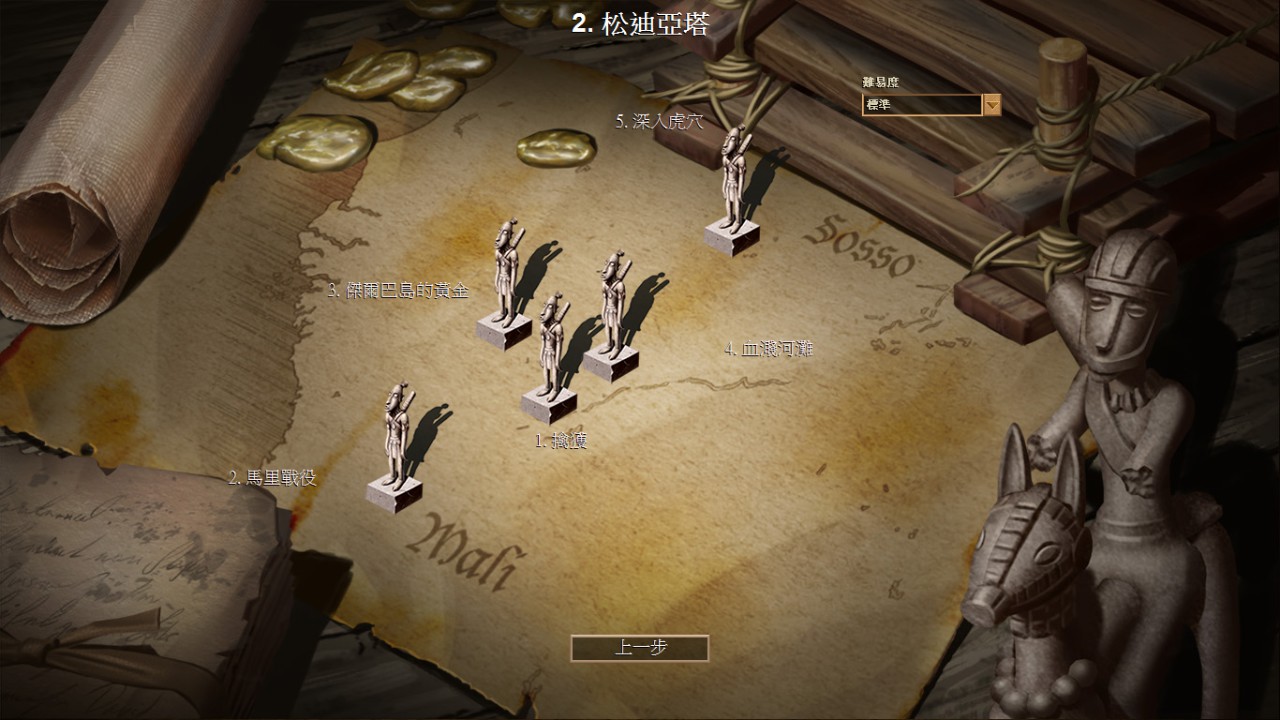 2. 松迪亞塔
難易度
標準
5. 深入虎穴
Sosso
3. 傑爾巴島的黃金
4. 血濺河灘
1. 擒護
2. 馬里戰役
Mali
上一步